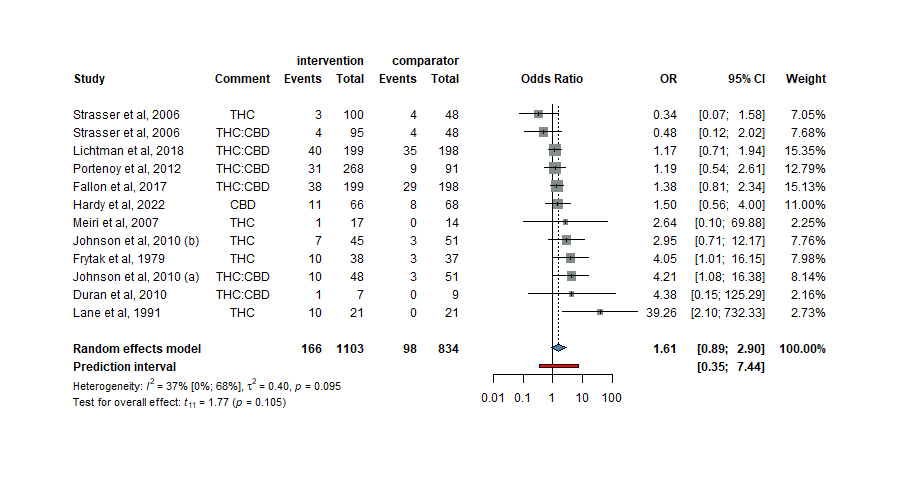 intervention comparator
Study Comment Events Total Events Total Odds Ratio OR 95% CI Weight
Strasser et al, 2006 THC 3 100 4 48 0.34 [0.07; 1.58] 7.05%
Strasser et al, 2006 THC:CBD 4 95 4 48 0.48 [0.12; 2.02] 7.68%
Lichtman et al, 2018 THC:CBD 40 199 35 198 1.17 [0.71; 1.94] 15.35%
Portenoy et al, 2012 THC:CBD 31 268 9 91 1.19 [0.54; 2.61] 12.79%
Fallon et al, 2017 THC:CBD 38 199 29 198 1.38 [0.81; 2.34] 15.13%
Hardy et al, 2022 CBD 11 66 8 68 1.50 [0.56; 4.00] 11.00%
Meiri et al, 2007 THC 1 17 0 14 2.64 [0.10; 69.88] 2.25%
Johnson et al, 2010 (b) THC 7 45 3 51 2.95 [0.71; 12.17] 7.76%
Frytak et al, 1979 THC 10 38 3 37 4.05 [1.01; 16.15] 7.98%
Johnson et al, 2010 (a) THC:CBD 10 48 3 51 4.21 [1.08; 16.38] 8.14%
Duran et al, 2010 THC:CBD 1 7 0 9 4.38 [0.15; 125.29] 2.16%
Lane et al, 1991 THC 10 21 0 21 39.26 [2.10; 732.33] 2.73%
Random effects model 166 1103 98 834 1.61 [0.89; 2.90] 100.00%
Prediction interval [0.35; 7.44]
Heterogeneity: I² = 37% [0%; 68%], τ² = 0.40, p = 0.095
Test for overall effect: t₁₁ = 1.77 (p = 0.105)
0.01 0.1 1 10 100